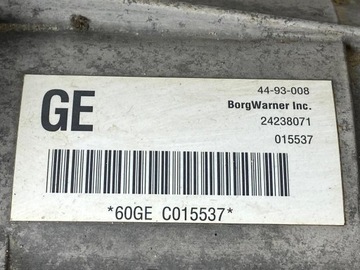 GE
44-93-008
BorgWarner Inc.
24238071
015537
*60GE C015537*